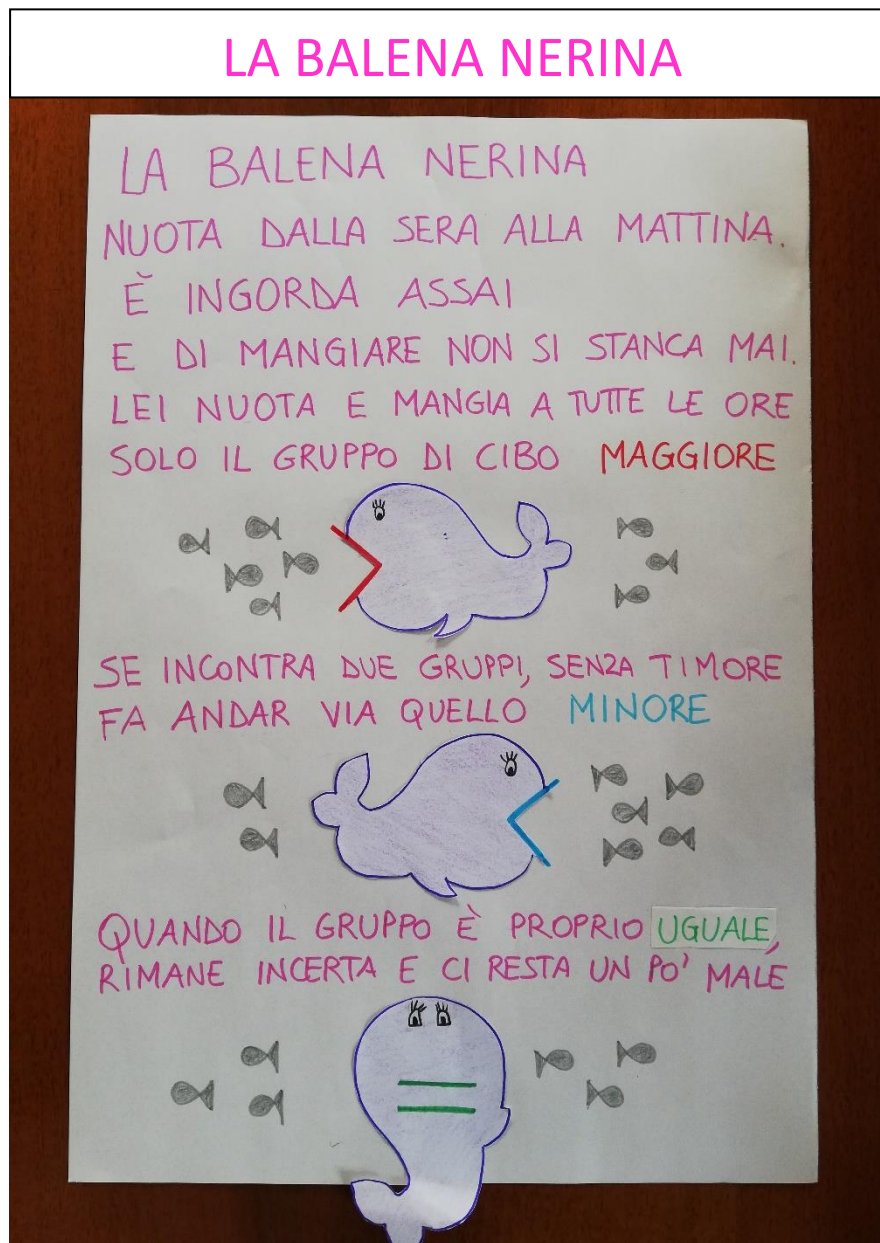 LA BALENA NERINA
LA BALENA NERINA
NUOTA DALLA SERA ALLA MATTINA.
È INGORDA ASSAI
E DI MANGIARE NON SI STANCA MAI.
LEI NUOTA E MANGIA A TUTTE LE ORE
SOLO IL GRUPPO DI CIBO MAGGIORE
SE INCONTRA DUE GRUPPI, SENZA TIMORE
FA ANDAR VIA QUELLO MINORE
QUANDO IL GRUPPO È PROPRIO UGUALE,
RIMANE INCERTA E CI RESTA UN PO' MALE
=